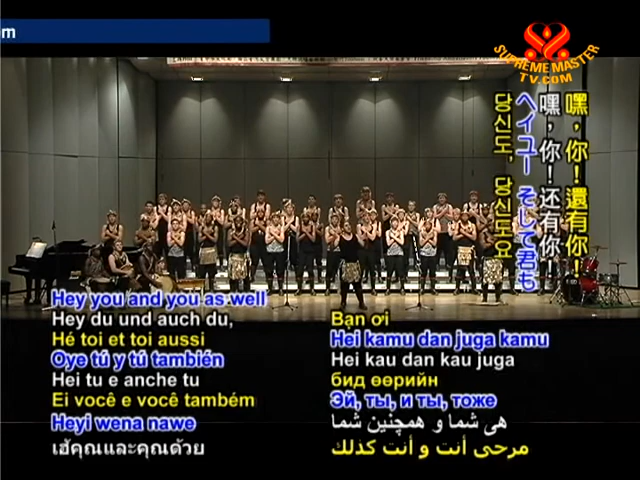 em
SUPREME MASTER
TV.COM
嘿，你！還有你！
嘿，你！还有你！
ヘイユー そして君も
당신도, 당신도요
Hey you and you as well
Hey du und auch du,
Hé toi et toi aussi
Oye tú y tú también
Hei tu e anche tu
Ei você e você também
Heyi wena nawe
เฮ้คุณและคุณด้วย
Bạn ơi
Hei kamu dan juga kamu
Hei kau dan kau juga
бид өөрийн
Эй, ты, и ты, тоже
هی شما و همچنین شما
مرحى أنت و أنت كذلك